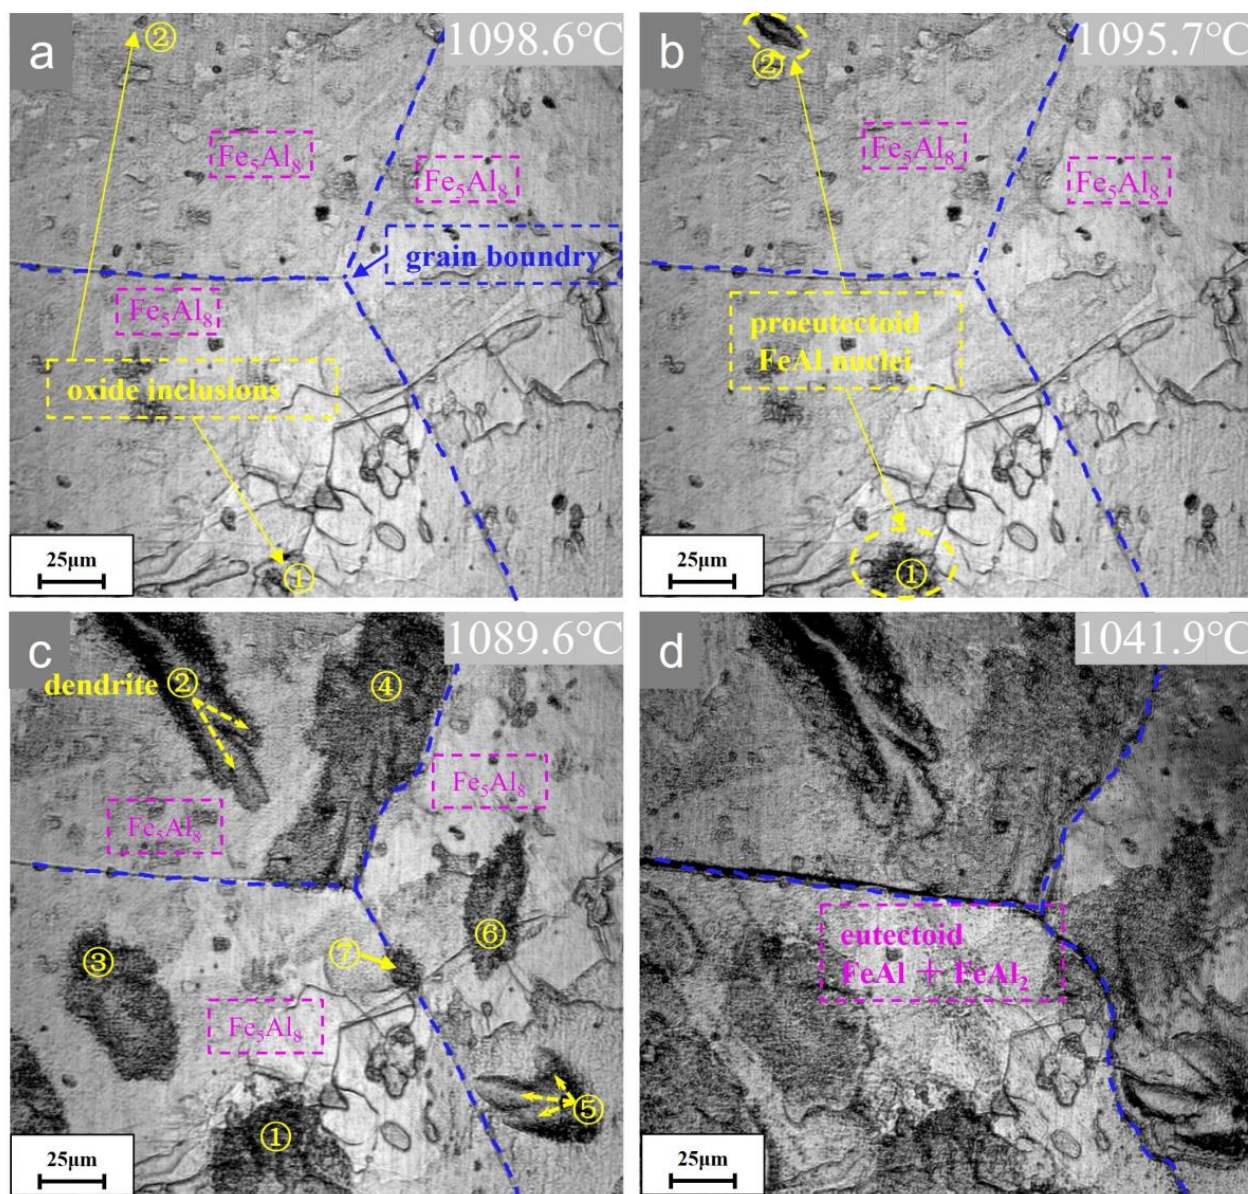 a
②
1098.6℃
Fe₅Al₈
Fe₅Al₈
grain boundry
Fe₅Al₈
oxide inclusions
①
25μm
b
②
1095.7℃
Fe₅Al₈
Fe₅Al₈
proeutectoid
FeAl nuclei
①
25μm
c
1089.6℃
dendrite ②
④
Fe₅Al₈
Fe₅Al₈
③
⑦
⑥
Fe₅Al₈
⑤
①
25μm
d
1041.9℃
eutectoid
FeAl + FeAl₂
25μm